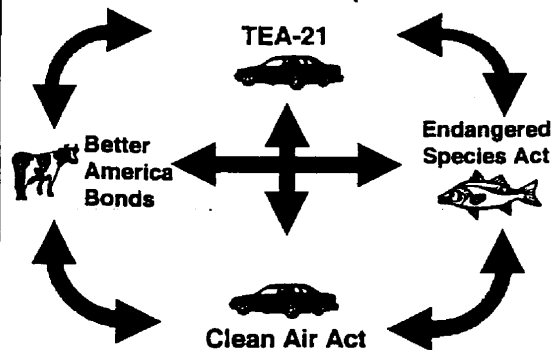 TEA-21
Better
America
Bonds
Endangered
Species Act
Clean Air Act